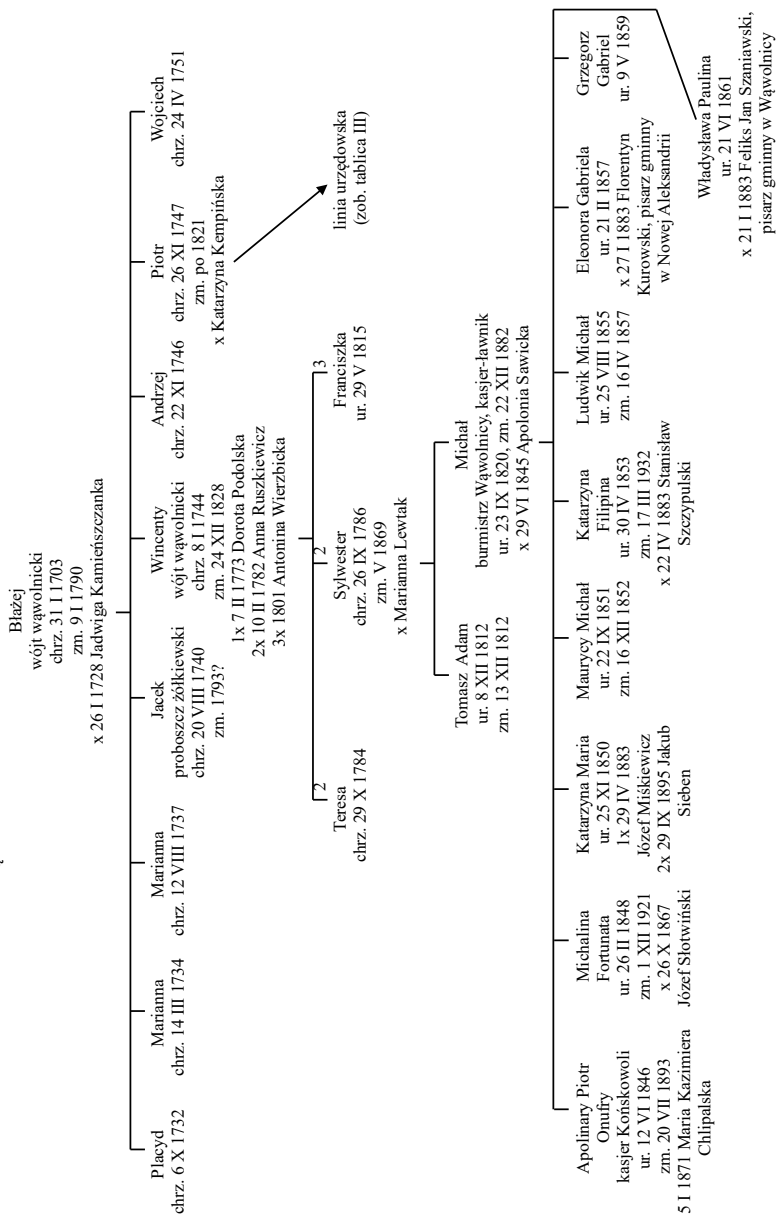 Błażej
wójt wąwolnicki
chrz. 31 I 1703
zm. 9 I 1790
x 26 I 1728 Jadwiga Kamieńszczanka
Placyd
chrz. 6 X 1732
Marianna
chrz. 14 III 1734
Marianna
chrz. 12 VIII 1737
Jacek
proboszcz żółkiewski
chrz. 20 VIII 1740
zm. 1793?
Wincenty
wójt wąwolnicki
chrz. 8 I 1744
zm. 24 XII 1828
1x 7 II 1773 Dorota Podolska
2x 10 II 1782 Anna Ruszkiewicz
3x 1801 Antonina Wierzbicka
Andrzej
chrz. 22 XI 1746
Piotr
chrz. 26 XI 1747
zm. po 1821
x Katarzyna Kempińska
Wojciech
chrz. 24 IV 1751
linia urzędowska
(zob. tablica III)
2
Teresa
chrz. 29 X 1784
2
Sylwester
chrz. 26 IX 1786
zm. V 1869
x Marianna Lewtak
3
Franciszka
ur. 29 V 1815
Tomasz Adam
ur. 8 XII 1812
zm. 13 XII 1812
Michał
burmistrz Wąwolnicy, kasjer-ławnik
ur. 23 IX 1820, zm. 22 XII 1882
x 29 VI 1845 Apolonia Sawicka
Apolinary Piotr
Onufry
kasjer Końskowoli
ur. 12 VI 1846
zm. 20 VII 1893
5 I 1871 Maria Kazimiera
Chlipalska
Michalina
Fortunata
ur. 26 II 1848
zm. 1 XII 1921
x 26 X 1867
Józef Słotwiński
Katarzyna Maria
ur. 25 XI 1850
1x 29 IV 1883
Józef Miśkiewicz
2x 29 IX 1895 Jakub
Sieben
Maurycy Michał
ur. 22 IX 1851
zm. 16 XII 1852
Katarzyna
Filipina
ur. 30 IV 1853
zm. 17 III 1932
x 22 IV 1883 Stanisław
Szczypulski
Ludwik Michał
ur. 25 VIII 1855
zm. 16 IV 1857
Eleonora Gabriela
ur. 21 II 1857
x 27 I 1883 Florentyn
Kurowski, pisarz gminny
w Nowej Aleksandrii
Grzegorz
Gabriel
ur. 9 V 1859
Władysława Paulina
ur. 21 VI 1861
x 21 I 1883 Feliks Jan Szaniawski,
pisarz gminny w Wąwolnicy